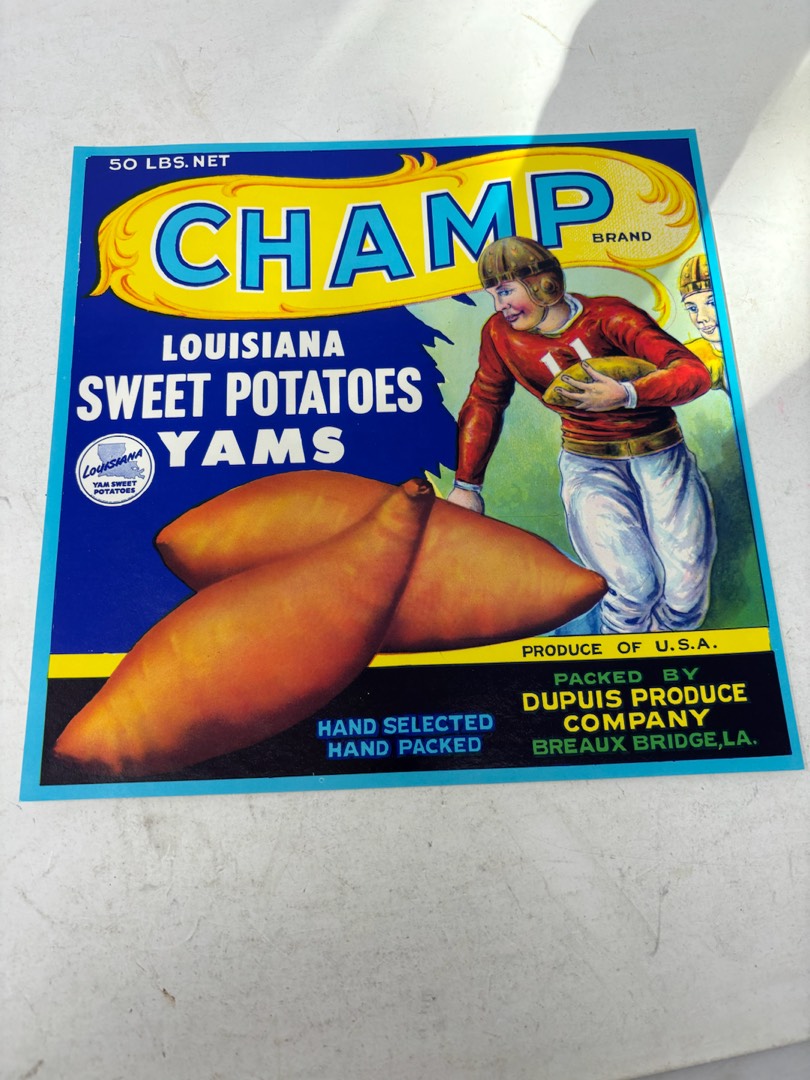 50 LBS. NET
CHAMP
BRAND
LOUISIANA
SWEET POTATOES
YAMS
LOUISIANA
YAM SWEET
POTATOES
11
PRODUCE OF U.S.A.
HAND SELECTED
HAND PACKED
PACKED BY
DUPUIS PRODUCE
COMPANY
BREAUX BRIDGE, LA.